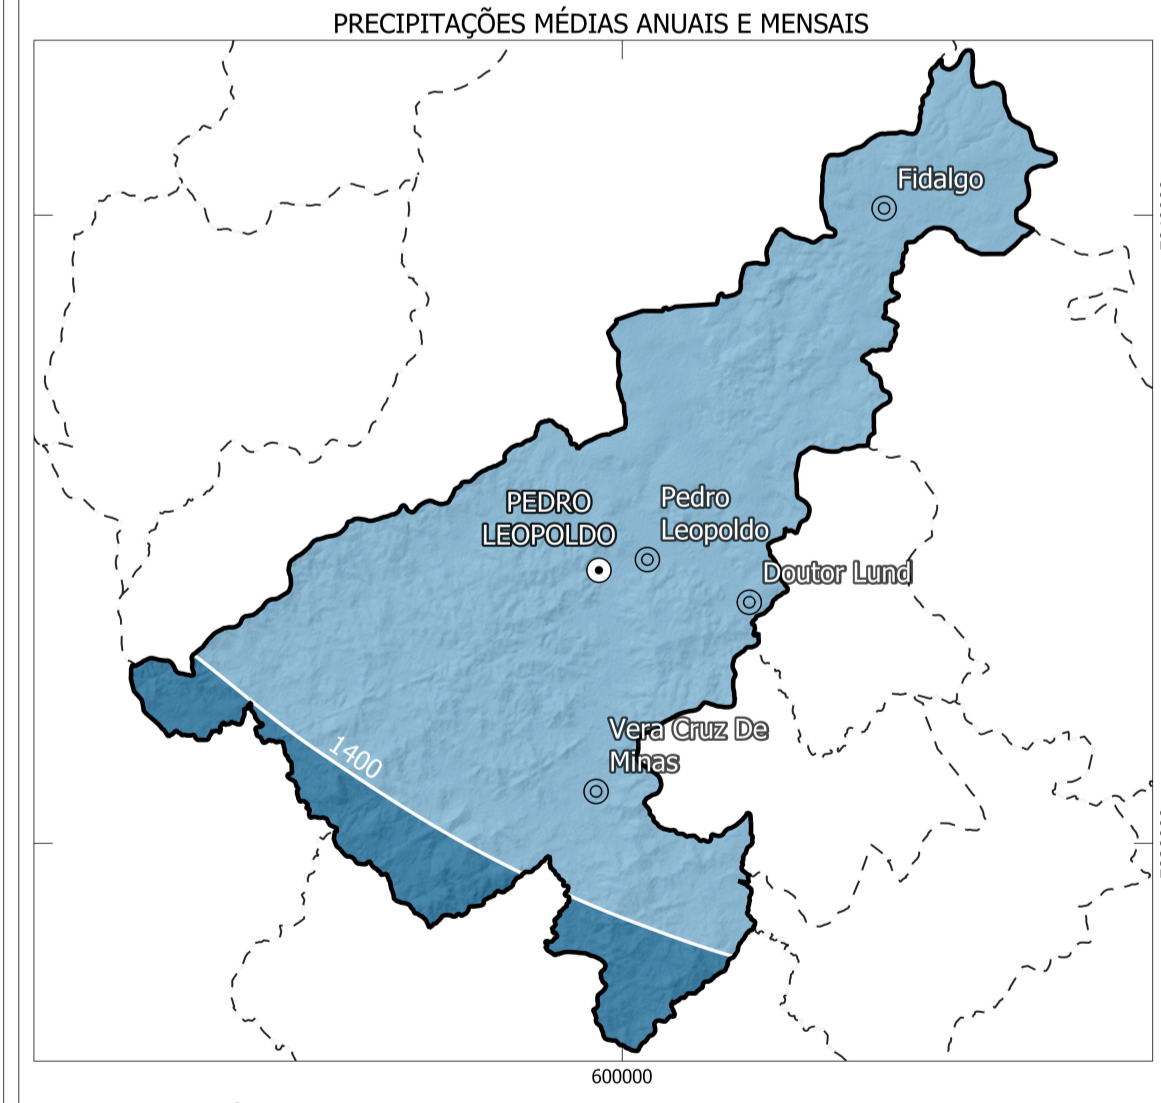 PRECIPITAÇÕES MÉDIAS ANUAIS E MENSAIS
Fidalgo
PEDRO
LEOPOLDO
Pedro
Leopoldo
Doutor Lund
Vera Cruz De
Minas
1400
600000